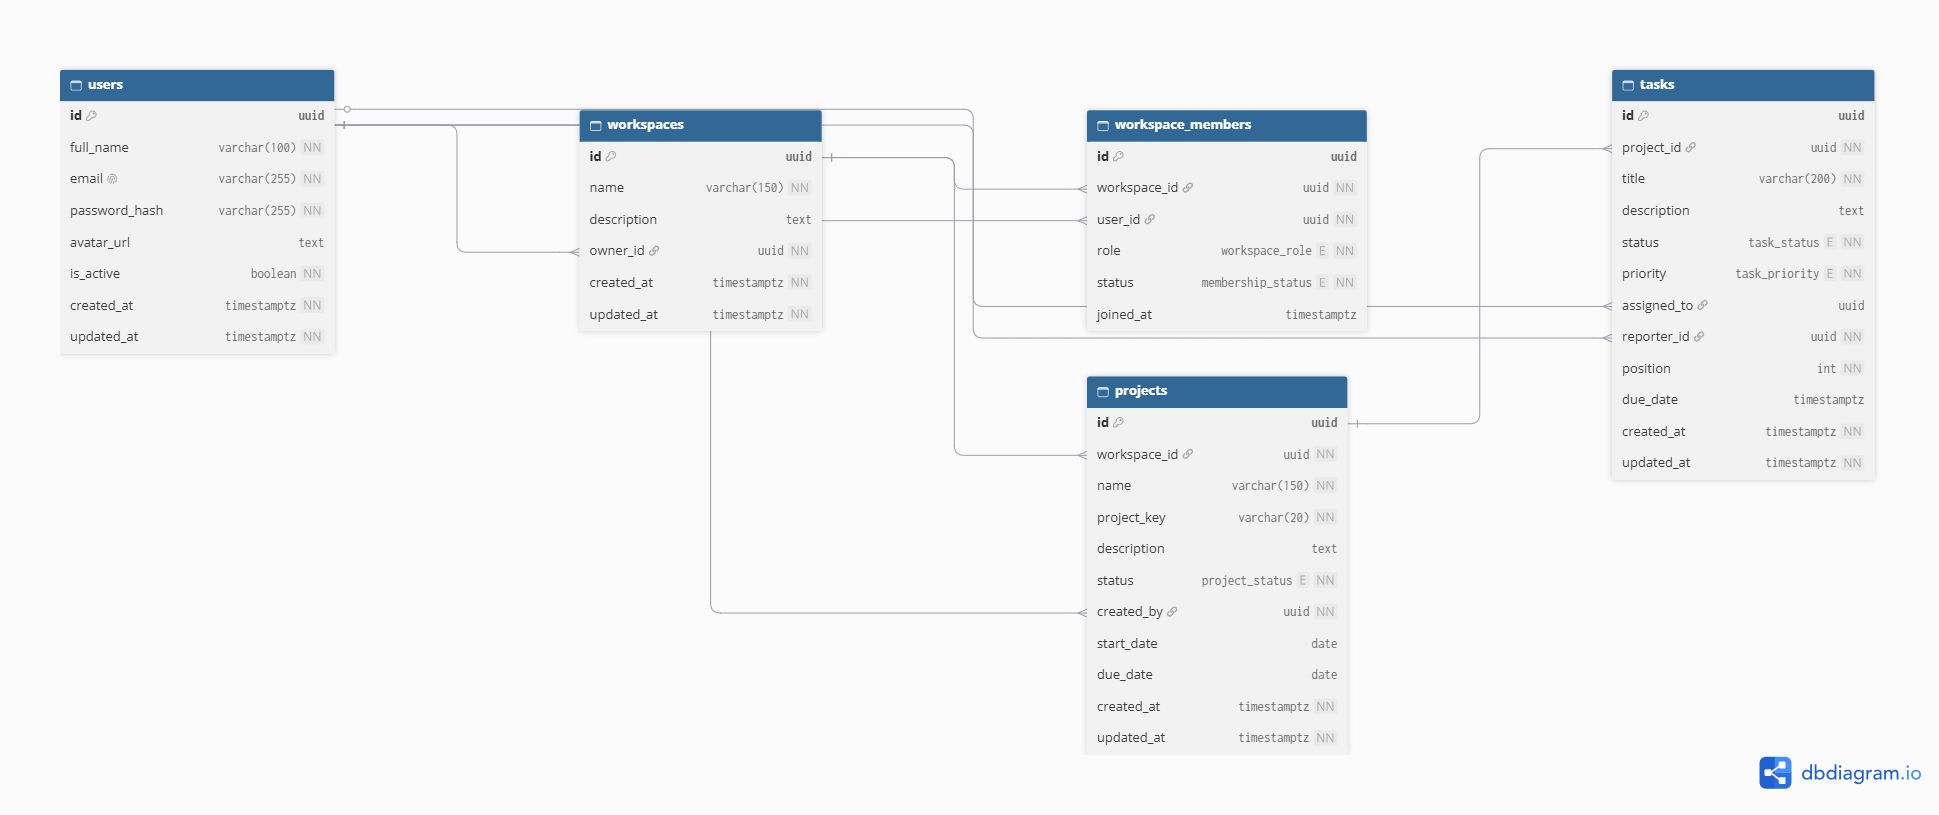 users
id uuid
full_name varchar(100) NN
email varchar(255) NN
password_hash varchar(255) NN
avatar_url text
is_active boolean NN
created_at timestamptz NN
updated_at timestamptz NN
workspaces
id uuid
name varchar(150) NN
description text
owner_id uuid NN
created_at timestamptz NN
updated_at timestamptz NN
workspace_members
id uuid
workspace_id uuid NN
user_id uuid NN
role workspace_role E NN
status membership_status E NN
joined_at timestamptz
projects
id uuid
workspace_id uuid NN
name varchar(150) NN
project_key varchar(20) NN
description text
status project_status E NN
created_by uuid NN
start_date date
due_date date
created_at timestamptz NN
updated_at timestamptz NN
tasks
id uuid
project_id uuid NN
title varchar(200) NN
description text
status task_status E NN
priority task_priority E NN
assigned_to uuid
reporter_id uuid NN
position int NN
due_date timestamptz
created_at timestamptz NN
updated_at timestamptz NN
dbdiagram.io